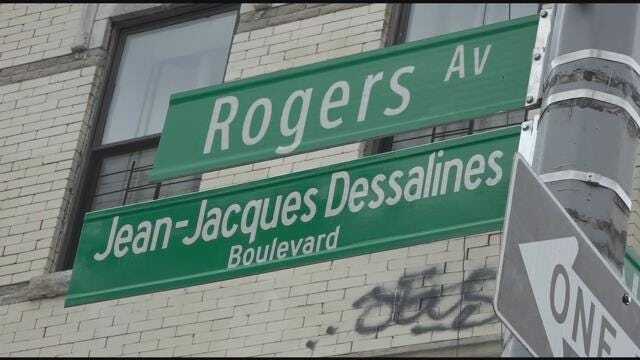 Rogers Av
Jean-Jacques Dessalines
Boulevard
ONE